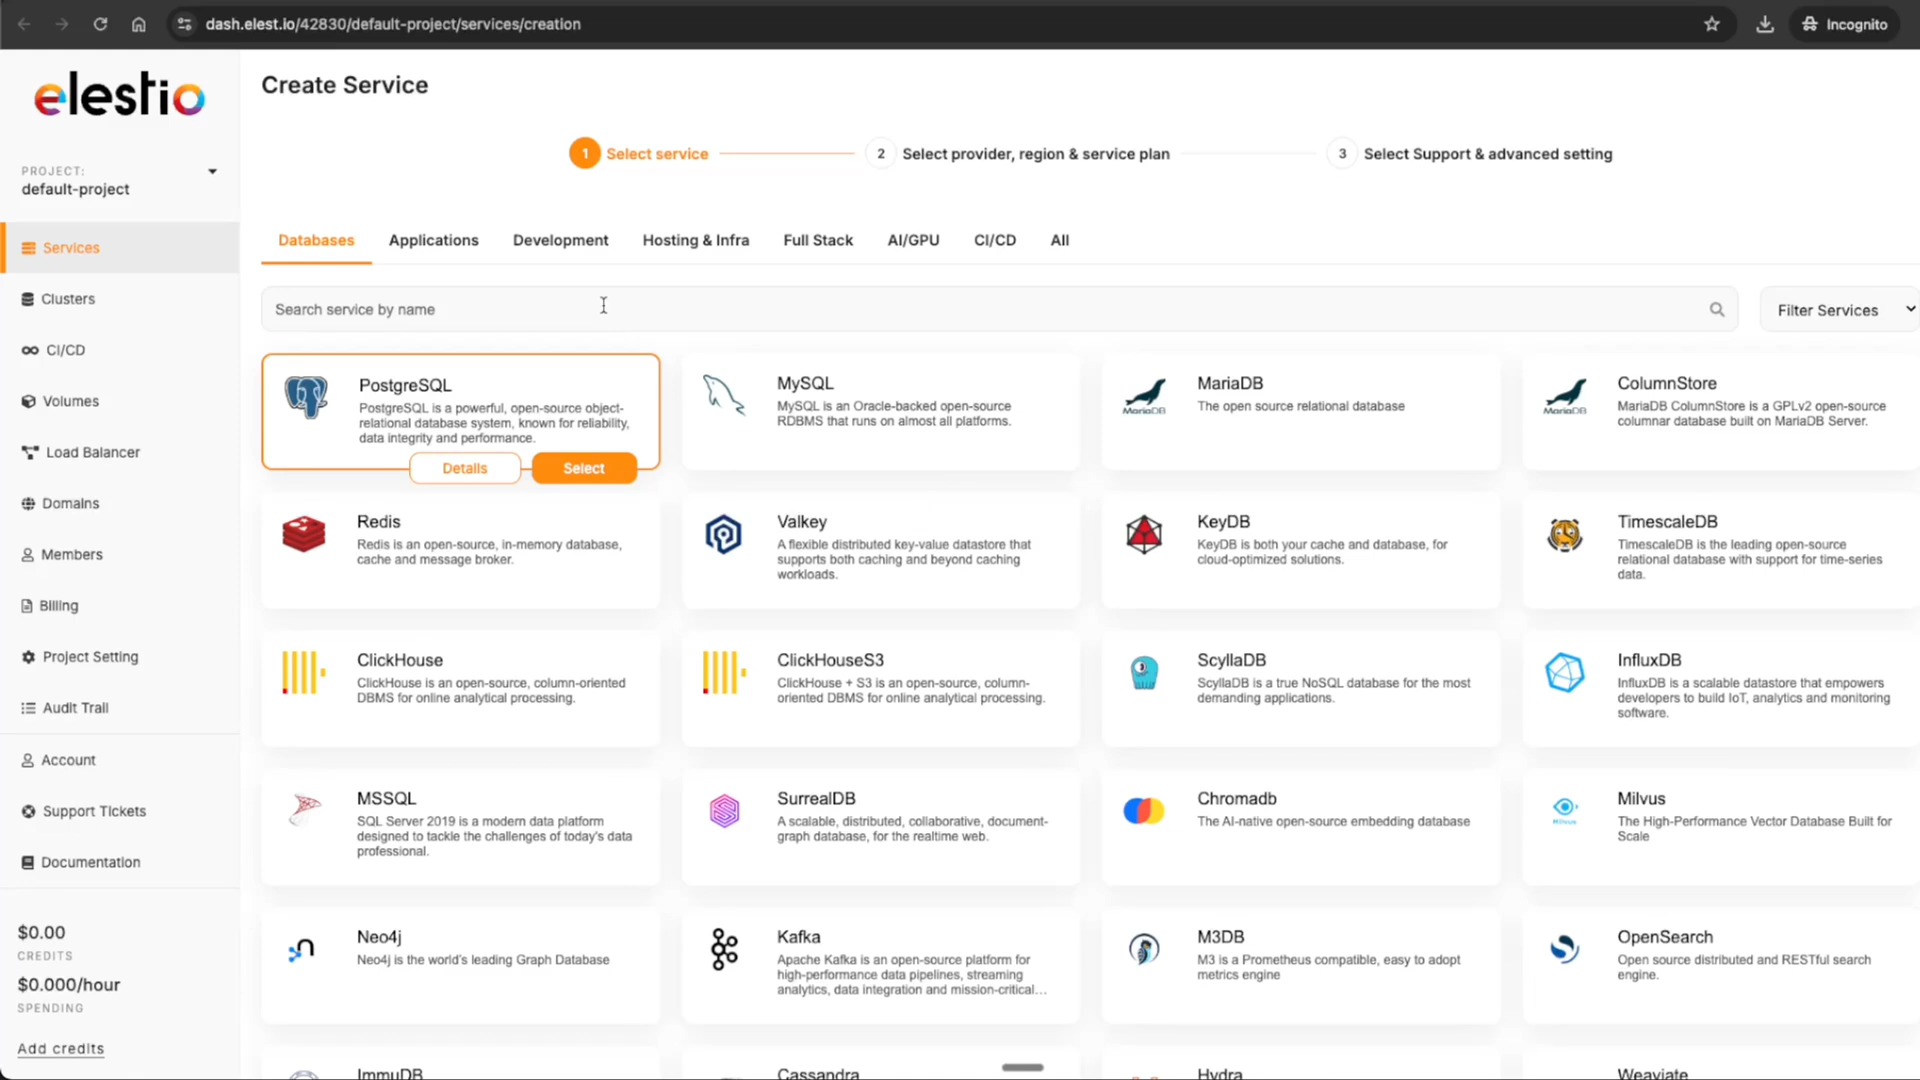 dash.elest.io/42830/default-project/services/creation
Incognito
elestio
PROJECT:
default-project
Services
Clusters
CI/CD
Volumes
Load Balancer
Domains
Members
Billing
Project Setting
Audit Trail
Account
Support Tickets
Documentation
$0.00
CREDITS
$0.000/hour
SPENDING
Add credits
Create Service
1 Select service
2 Select provider, region & service plan
3 Select Support & advanced setting
Databases
Applications
Development
Hosting & Infra
Full Stack
AI/GPU
CI/CD
All
Search service by name
Filter Services
PostgreSQL
PostgreSQL is a powerful, open-source object-
relational database system, known for reliability,
data integrity and performance.
Details
Select
MySQL
MySQL is an Oracle-backed open-source
RDBMS that runs on almost all platforms.
MariaDB
MariaDB
The open source relational database
MariaDB
ColumnStore
MariaDB ColumnStore is a GPLv2 open-source
columnar database built on MariaDB Server.
Redis
Redis is an open-source, in-memory database,
cache and message broker.
Valkey
A flexible distributed key-value datastore that
supports both caching and beyond caching
workloads.
KeyDB
KeyDB is both your cache and database, for
cloud-optimized solutions.
TimescaleDB
TimescaleDB is the leading open-source
relational database with support for time-series
data.
ClickHouse
ClickHouse is an open-source, column-oriented
DBMS for online analytical processing.
ClickHouseS3
ClickHouse + S3 is an open-source, column-
oriented DBMS for online analytical processing.
ScyllaDB
ScyllaDB is a true NoSQL database for the most
demanding applications.
InfluxDB
InfluxDB is a scalable datastore that empowers
developers to build IoT, analytics and monitoring
software.
MSSQL
SQL Server 2019 is a modern data platform
designed to tackle the challenges of today's data
professional.
SurrealDB
A scalable, distributed, collaborative, document-
graph database, for the realtime web.
Chromadb
The AI-native open-source embedding database
Milvus
Milvus
The High-Performance Vector Database Built for
Scale
Neo4j
Neo4j is the world's leading Graph Database
Kafka
Apache Kafka is an open-source platform for
high-performance data pipelines, streaming
analytics, data integration and mission-critical...
M3DB
M3 is a Prometheus compatible, easy to adopt
metrics engine
OpenSearch
Open source distributed and RESTful search
engine.
ImmuDB
Cassandra
Hydra
Weaviate